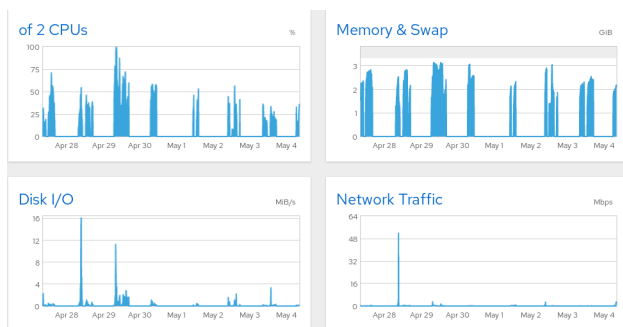 of 2 CPUs
%
100
75
50
25
0
Apr 28 Apr 29 Apr 30 May 1 May 2 May 3 May 4
Memory & Swap
GiB
3
2
1
0
Apr 28 Apr 29 Apr 30 May 1 May 2 May 3 May 4
Disk I/O
MiB/s
16
12
8
4
0
Apr 28 Apr 29 Apr 30 May 1 May 2 May 3 May 4
Network Traffic
Mbps
64
48
32
16
0
Apr 28 Apr 29 Apr 30 May 1 May 2 May 3 May 4